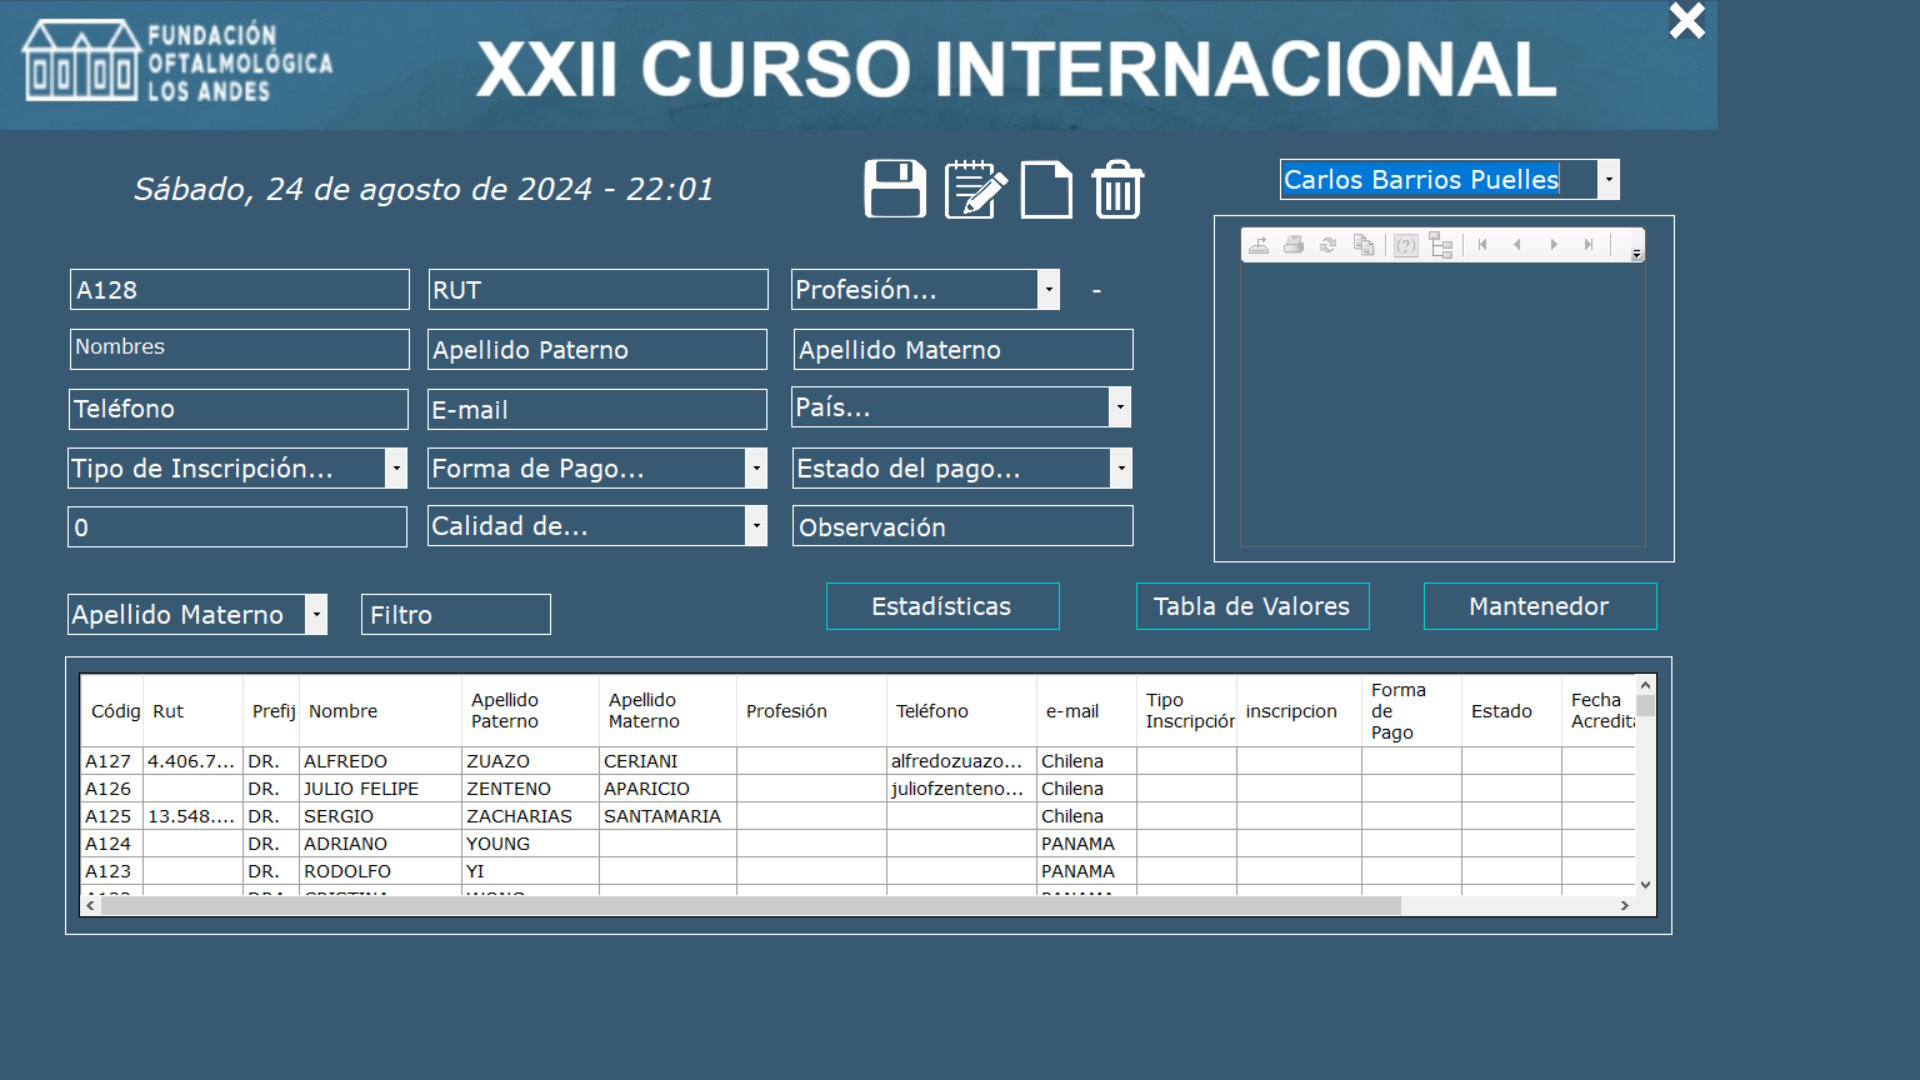 FUNDACIÓN
OFTALMOLÓGICA
LOS ANDES
XXII CURSO INTERNACIONAL
Sábado, 24 de agosto de 2024 - 22:01
Carlos Barrios Puelles
A128 RUT Profesión... -
Nombres Apellido Paterno Apellido Materno
Teléfono E-mail País...
Tipo de Inscripción... Forma de Pago... Estado del pago...
0 Calidad de... Observación
Apellido Materno Filtro Estadísticas Tabla de Valores Mantenedor
Códig Rut Prefij Nombre Apellido Paterno Apellido Materno Profesión Teléfono e-mail Tipo Inscripción inscripcion Forma de Pago Estado Fecha Acredit
A127 4.406.7... DR. ALFREDO ZUAZO CERIANI alfredozuazo... Chilena
A126 DR. JULIO FELIPE ZENTENO APARICIO juliofzenteno... Chilena
A125 13.548.... DR. SERGIO ZACHARIAS SANTAMARIA Chilena
A124 DR. ADRIANO YOUNG PANAMA
A123 DR. RODOLFO YI PANAMA